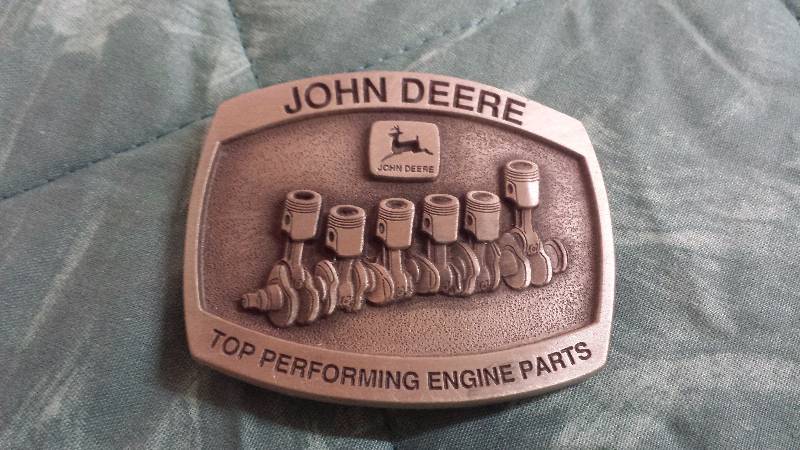 JOHN DEERE
JOHN DEERE
TOP PERFORMING ENGINE PARTS